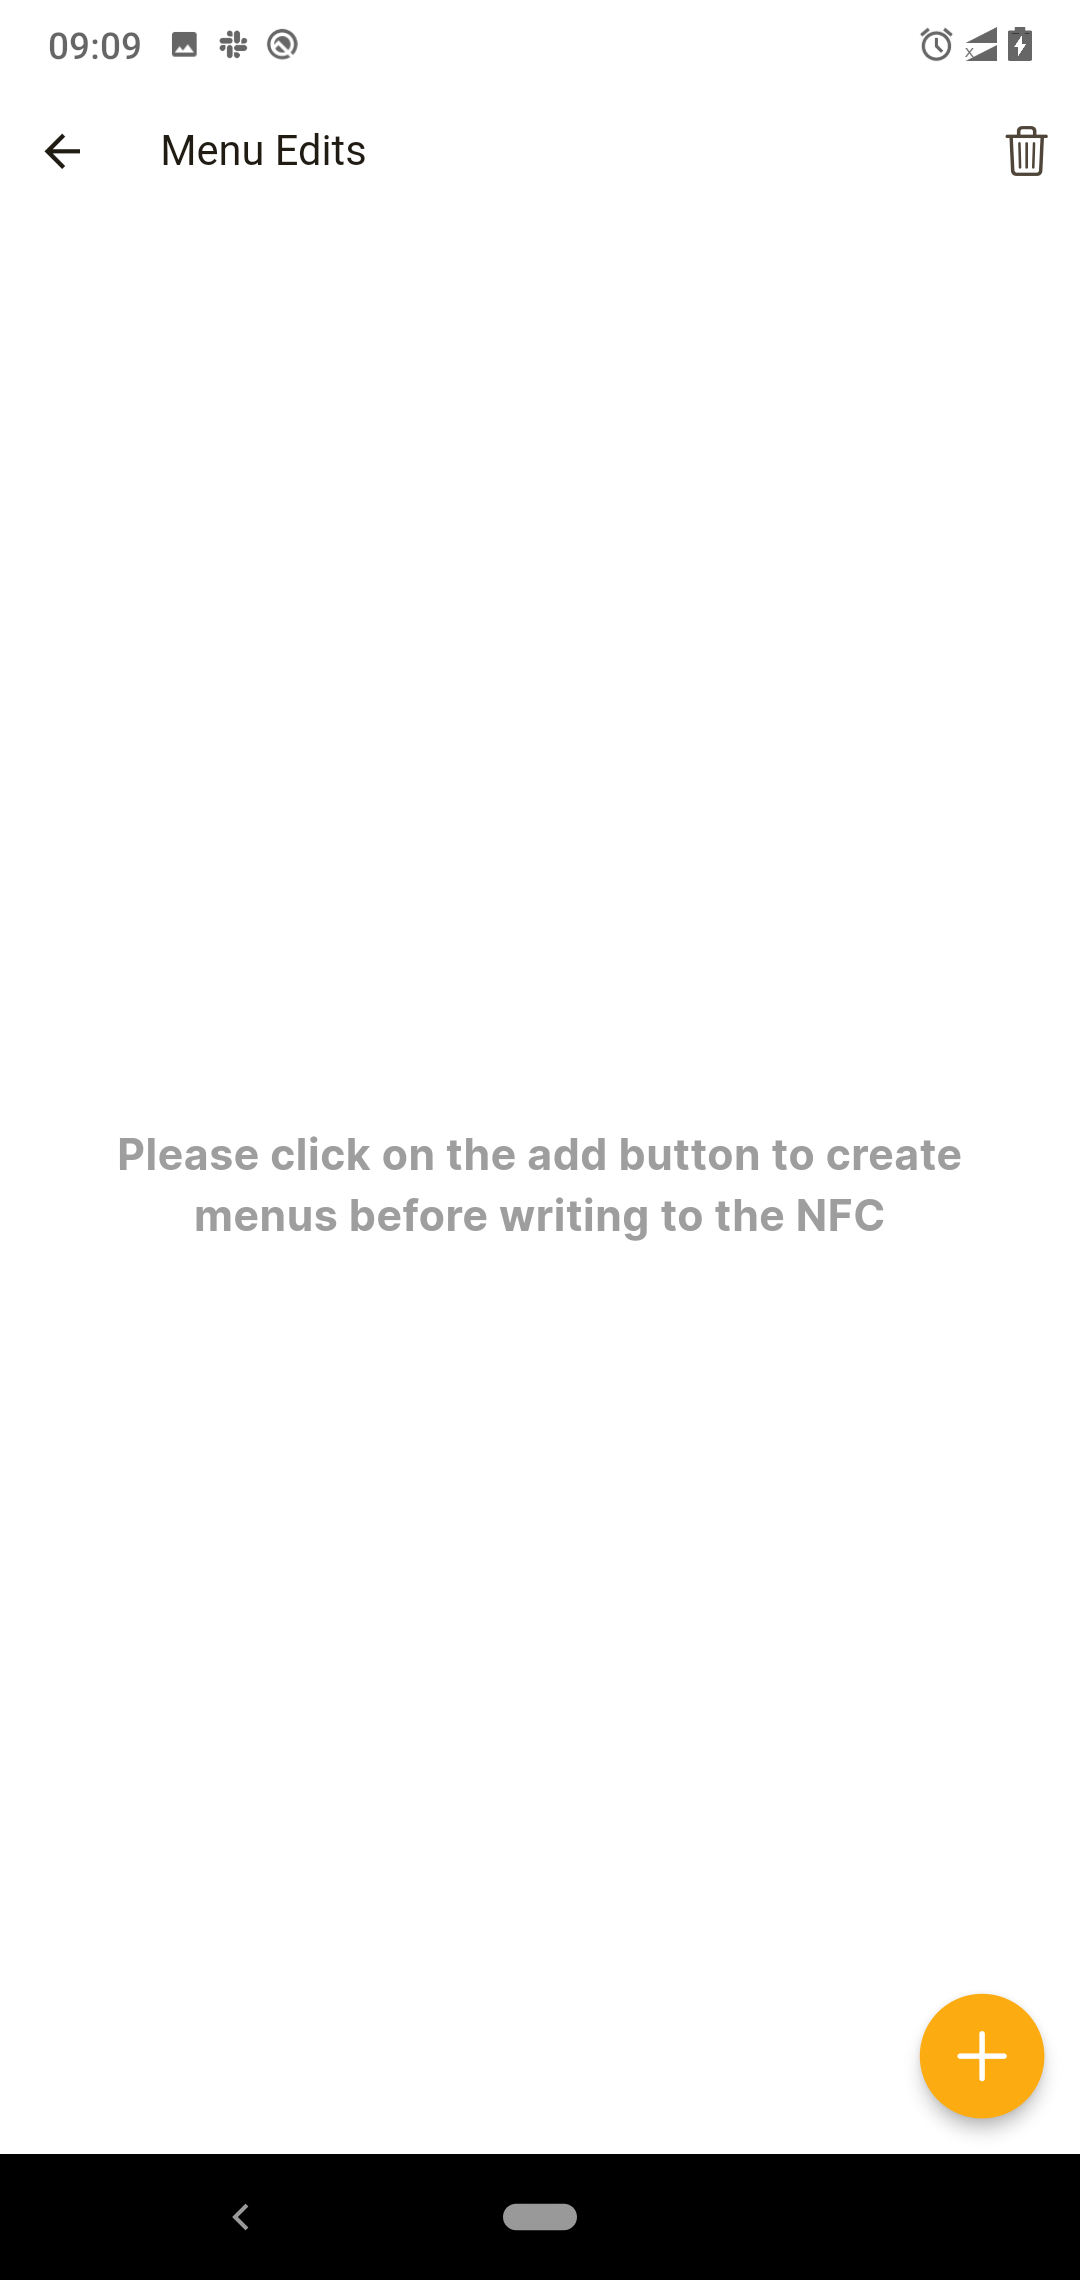 09:09
Menu Edits
Please click on the add button to create
menus before writing to the NFC